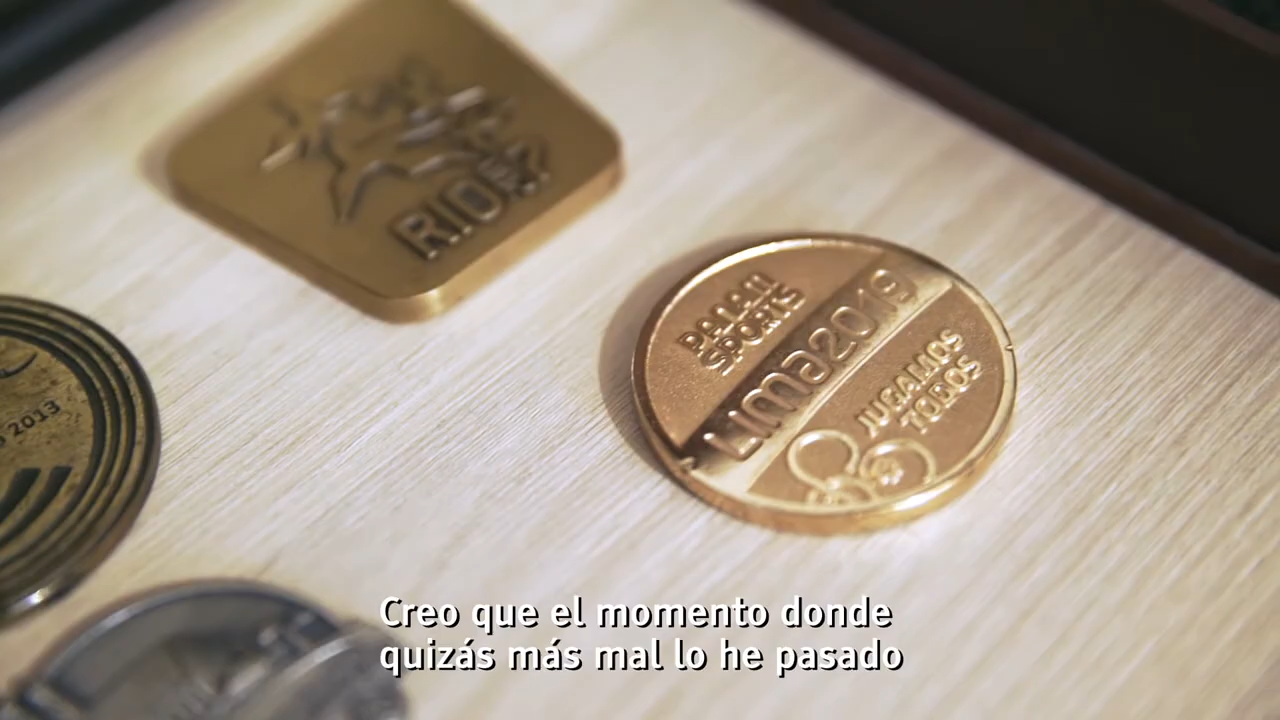 RIO
PANAM
SPORTS
Lima2019
JUGAMOS
TODOS
2013
Creo que el momento donde
quizás más mal lo he pasado